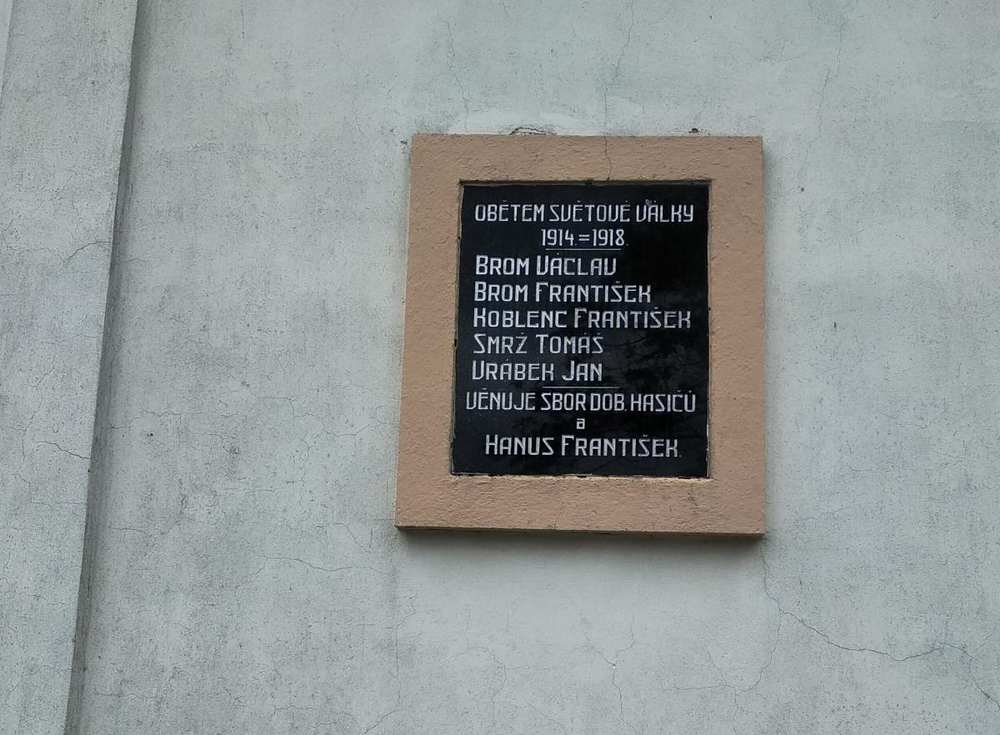 OBĚTEM SVĚTOVÉ VÁLKY
1914.=1918.
BROM VÁCLAV
BROM FRANTIŠEK
KOBLENC FRANTIŠEK
SMRŽ TOMÁŠ
VRÁBEK JAN
VĚNUJE SBOR DOB. HASIČŮ
a
HANUS FRANTIŠEK.